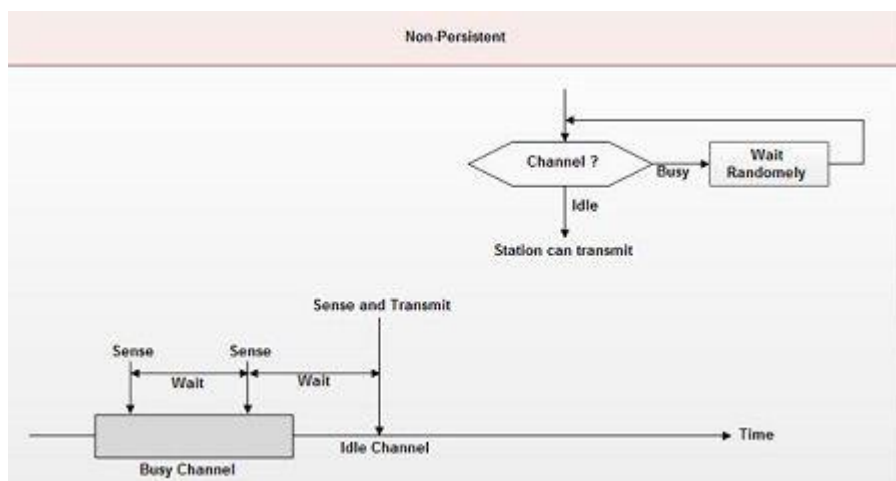 Non-Persistent
Channel ?
Busy
Wait
Randomely
Idle
Station can transmit
Sense and Transmit
Sense
Sense
Wait
Wait
Time
Idle Channel
Busy Channel